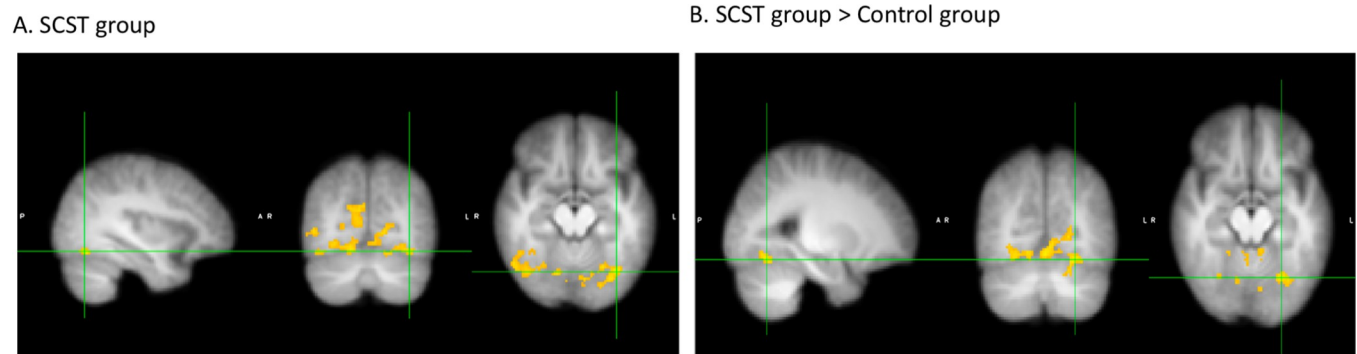 A. SCST group
B. SCST group > Control group
P A R L R L
P A R L R L